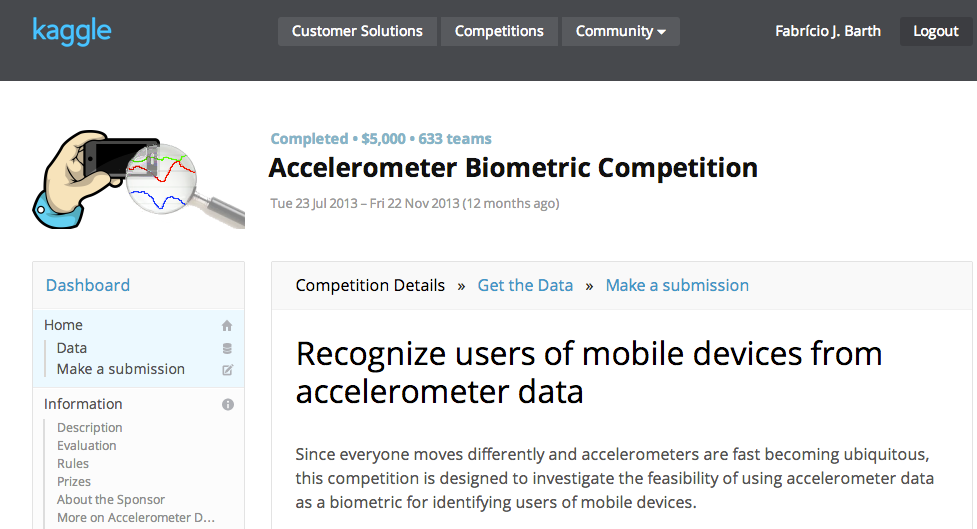 kaggle
Customer Solutions
Competitions
Community
Fabrício J. Barth
Logout
Completed • $5,000 • 633 teams
Accelerometer Biometric Competition
Tue 23 Jul 2013 – Fri 22 Nov 2013 (12 months ago)
Dashboard
Home
Data
Make a submission
Information
Description
Evaluation
Rules
Prizes
About the Sponsor
More on Accelerometer D...
Competition Details » Get the Data » Make a submission
Recognize users of mobile devices from
accelerometer data
Since everyone moves differently and accelerometers are fast becoming ubiquitous,
this competition is designed to investigate the feasibility of using accelerometer data
as a biometric for identifying users of mobile devices.